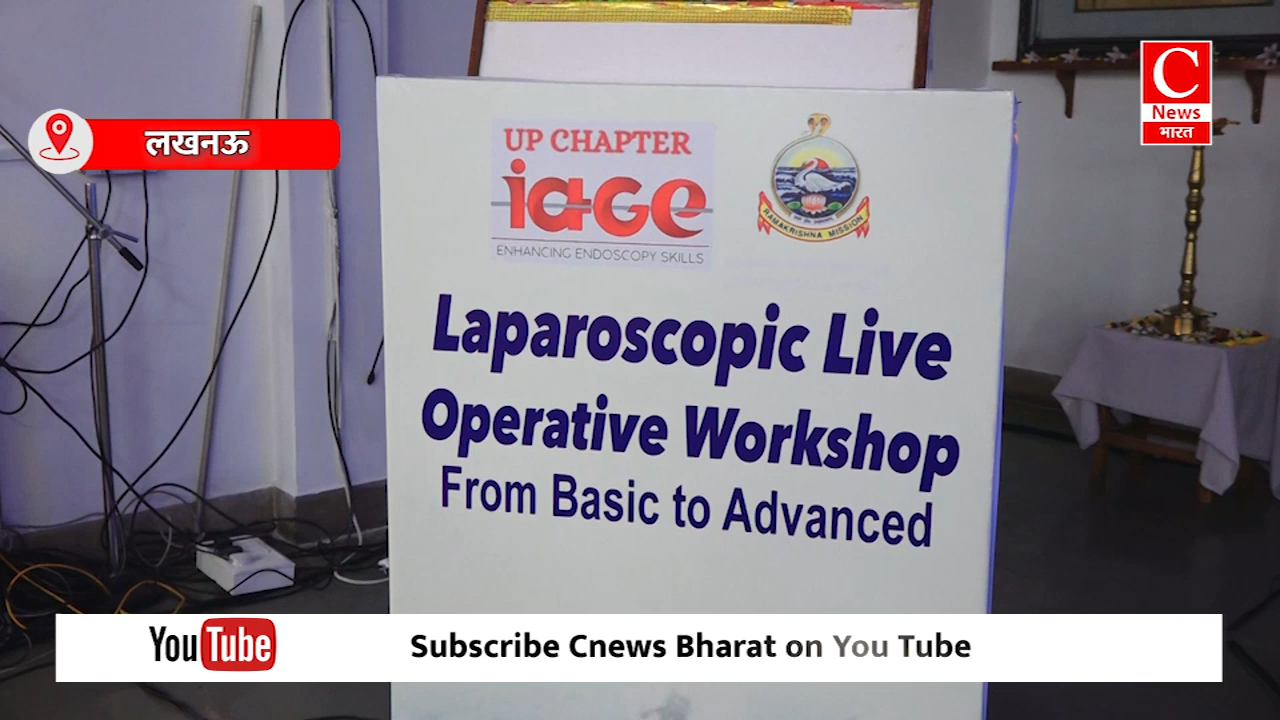 लखनऊ
C
News
भारत
UP CHAPTER
iage
ENHANCING ENDOSCOPY SKILLS
RAMAKRISHNA MISSION
Laparoscopic Live
Operative Workshop
From Basic to Advanced
YouTube
Subscribe Cnews Bharat on You Tube